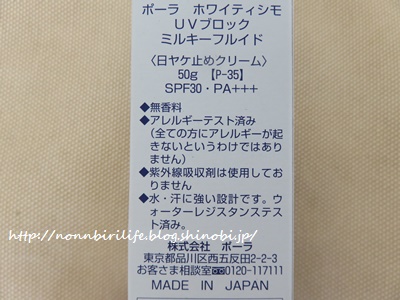 ポーラ ホワイティシモ
UVブロック
ミルキーフルイド
〈日ヤケ止めクリーム〉
50g 【P-35】
SPF30・PA+++
◆無香料
◆アレルギーテスト済み
(全ての方にアレルギーが起
きないというわけではあり
ません)
◆紫外線吸収剤は使用してお
りません
◆水・汗に強い設計です。ウ
ォーターレジスタンステス
ト済み。
http://nonnbirilife.blog.shinobi.jp/
株式会社 ポーラ
東京都品川区西五反田2-2-3
お客さま相談室 0120-117111
MADE IN JAPAN